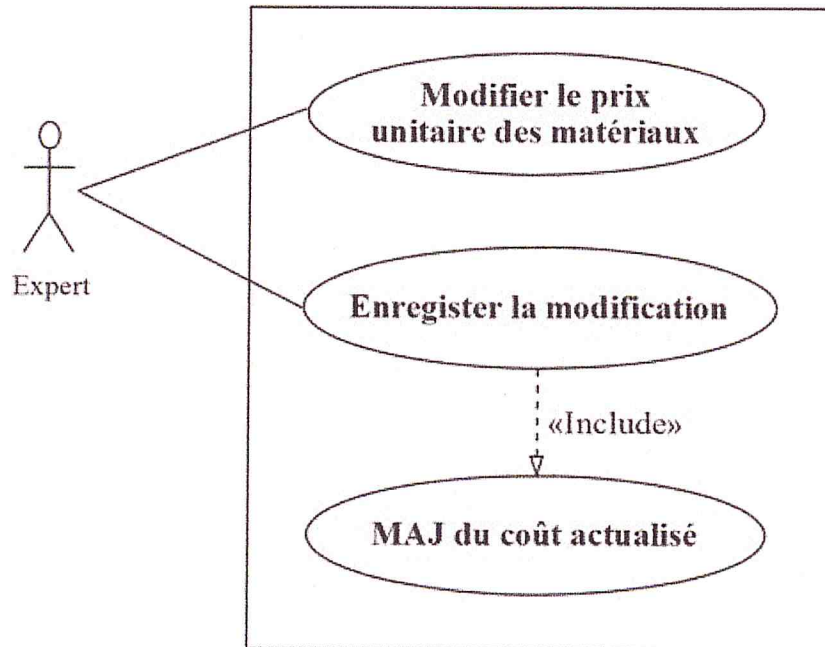 Modifier le prix
unitaire des matériaux
Expert
Enregister la modification
«Include»
MAJ du coût actualisé